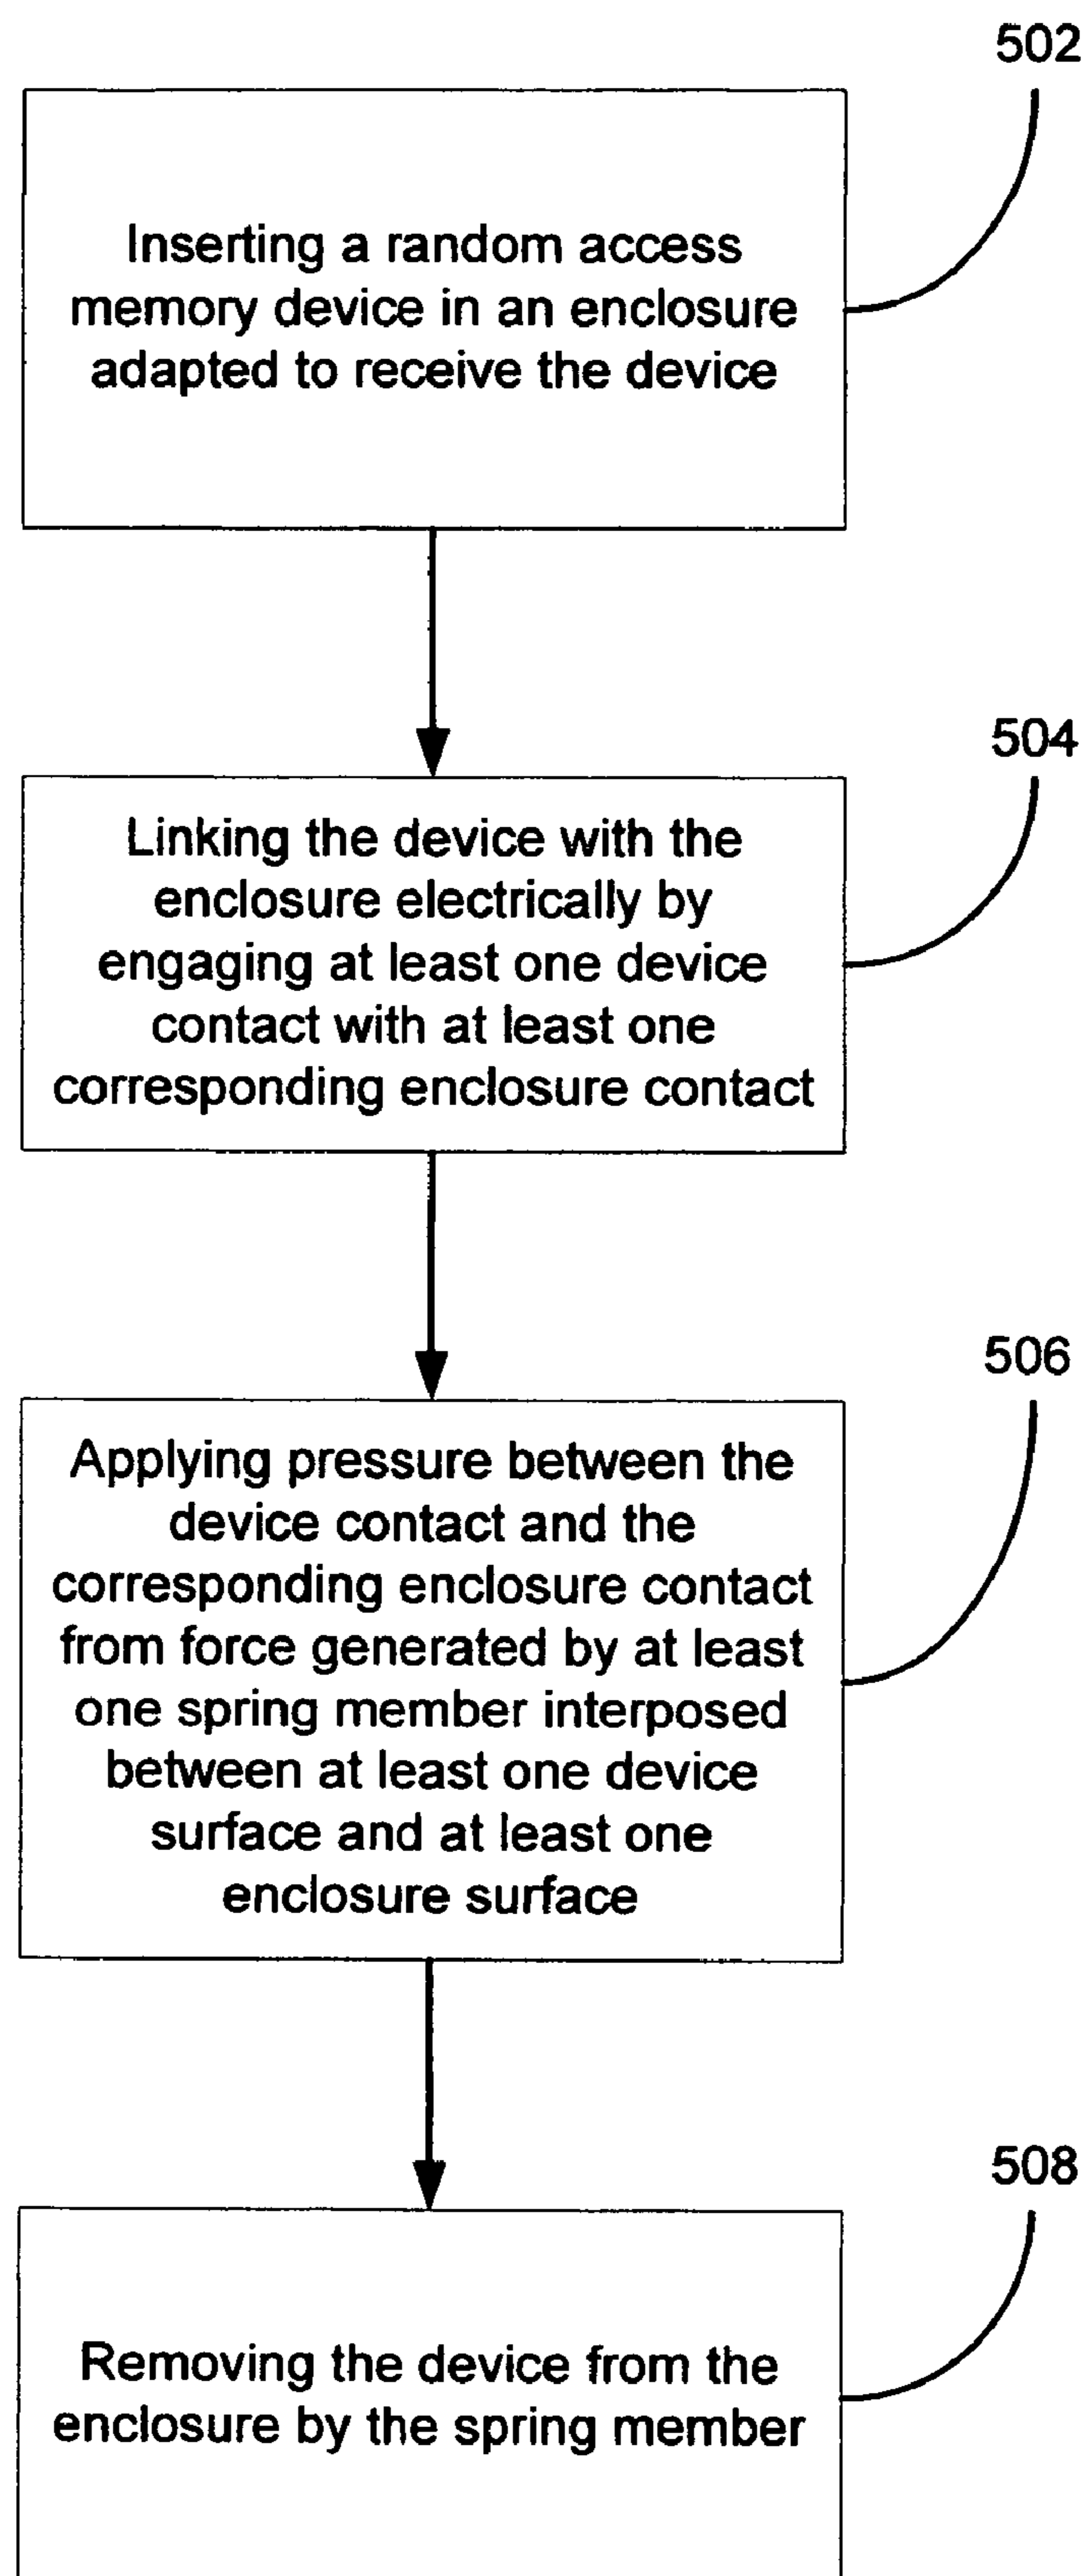 502
Inserting a random access
memory device in an enclosure
adapted to receive the device
504
Linking the device with the
enclosure electrically by
engaging at least one device
contact with at least one
corresponding enclosure contact
506
Applying pressure between the
device contact and the
corresponding enclosure contact
from force generated by at least
one spring member interposed
between at least one device
surface and at least one
enclosure surface
508
Removing the device from the
enclosure by the spring member